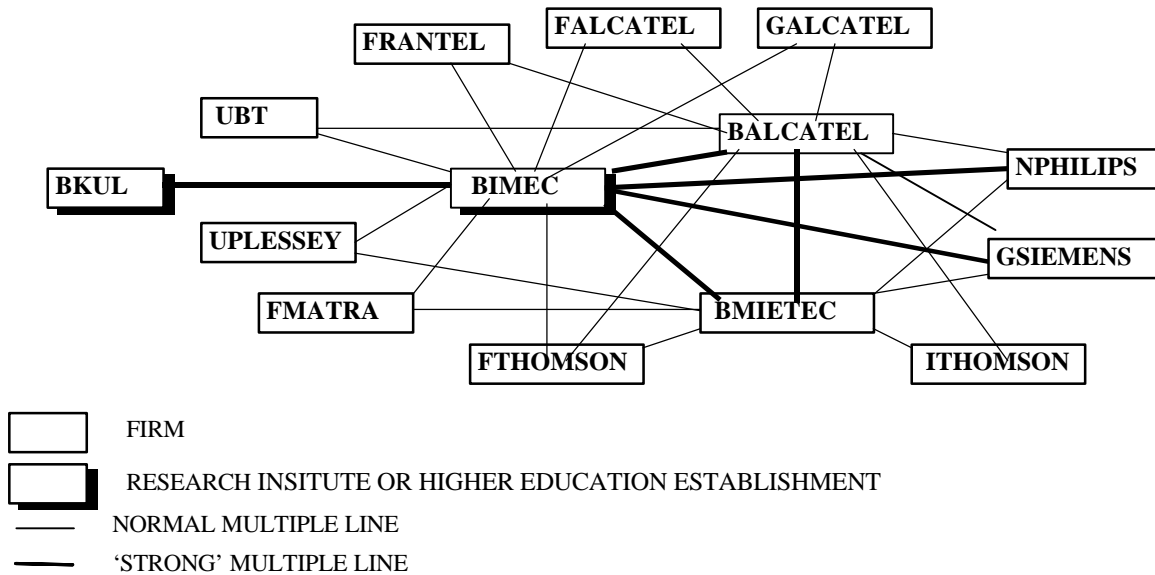 FALCATEL
GALCATEL
FRANTEL
UBT
BALCATEL
NPHILIPS
BKUL
BIMEC
UPLESSEY
GSIEMENS
FMATRA
BMIETEC
FTHOMSON
ITHOMSON
FIRM
RESEARCH INSITUTE OR HIGHER EDUCATION ESTABLISHMENT
NORMAL MULTIPLE LINE
‘STRONG’ MULTIPLE LINE